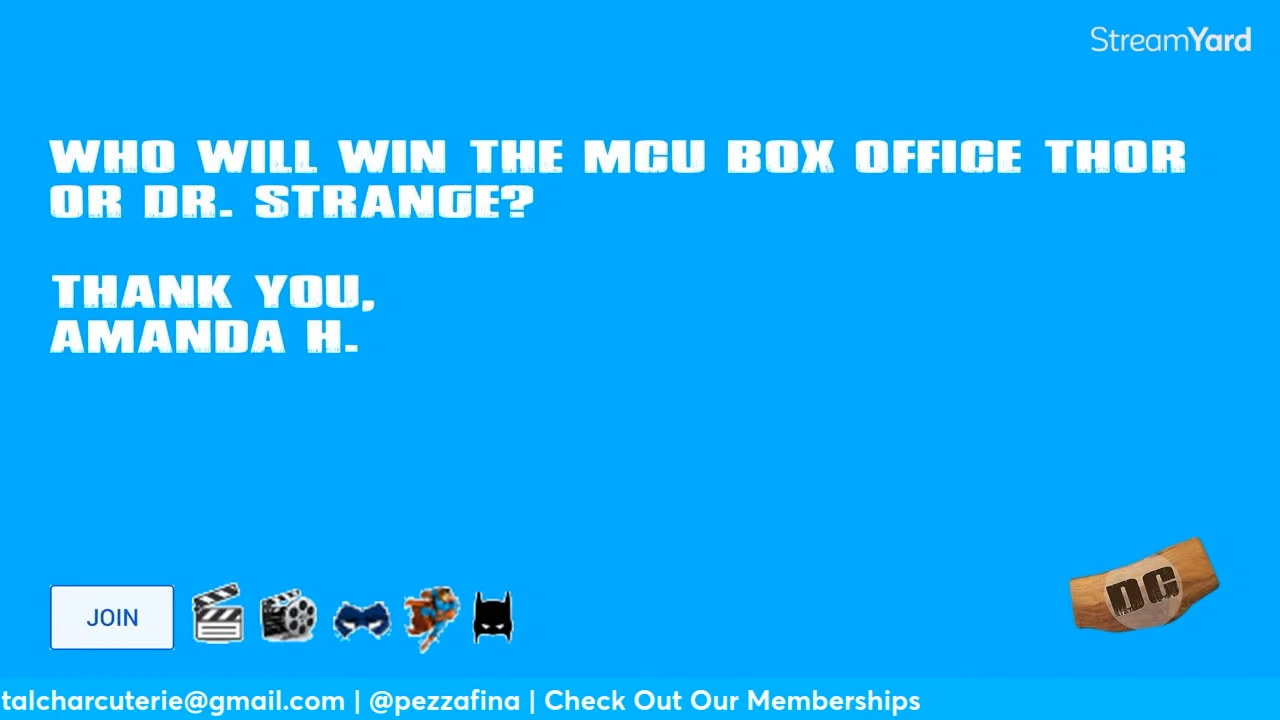 StreamYard
WHO WILL WIN THE MCU BOX OFFICE THOR
OR DR. STRANGE?
THANK YOU,
AMANDA H.
DC
JOIN
talcharcuterie@gmail.com | @pezzafina | Check Out Our Memberships